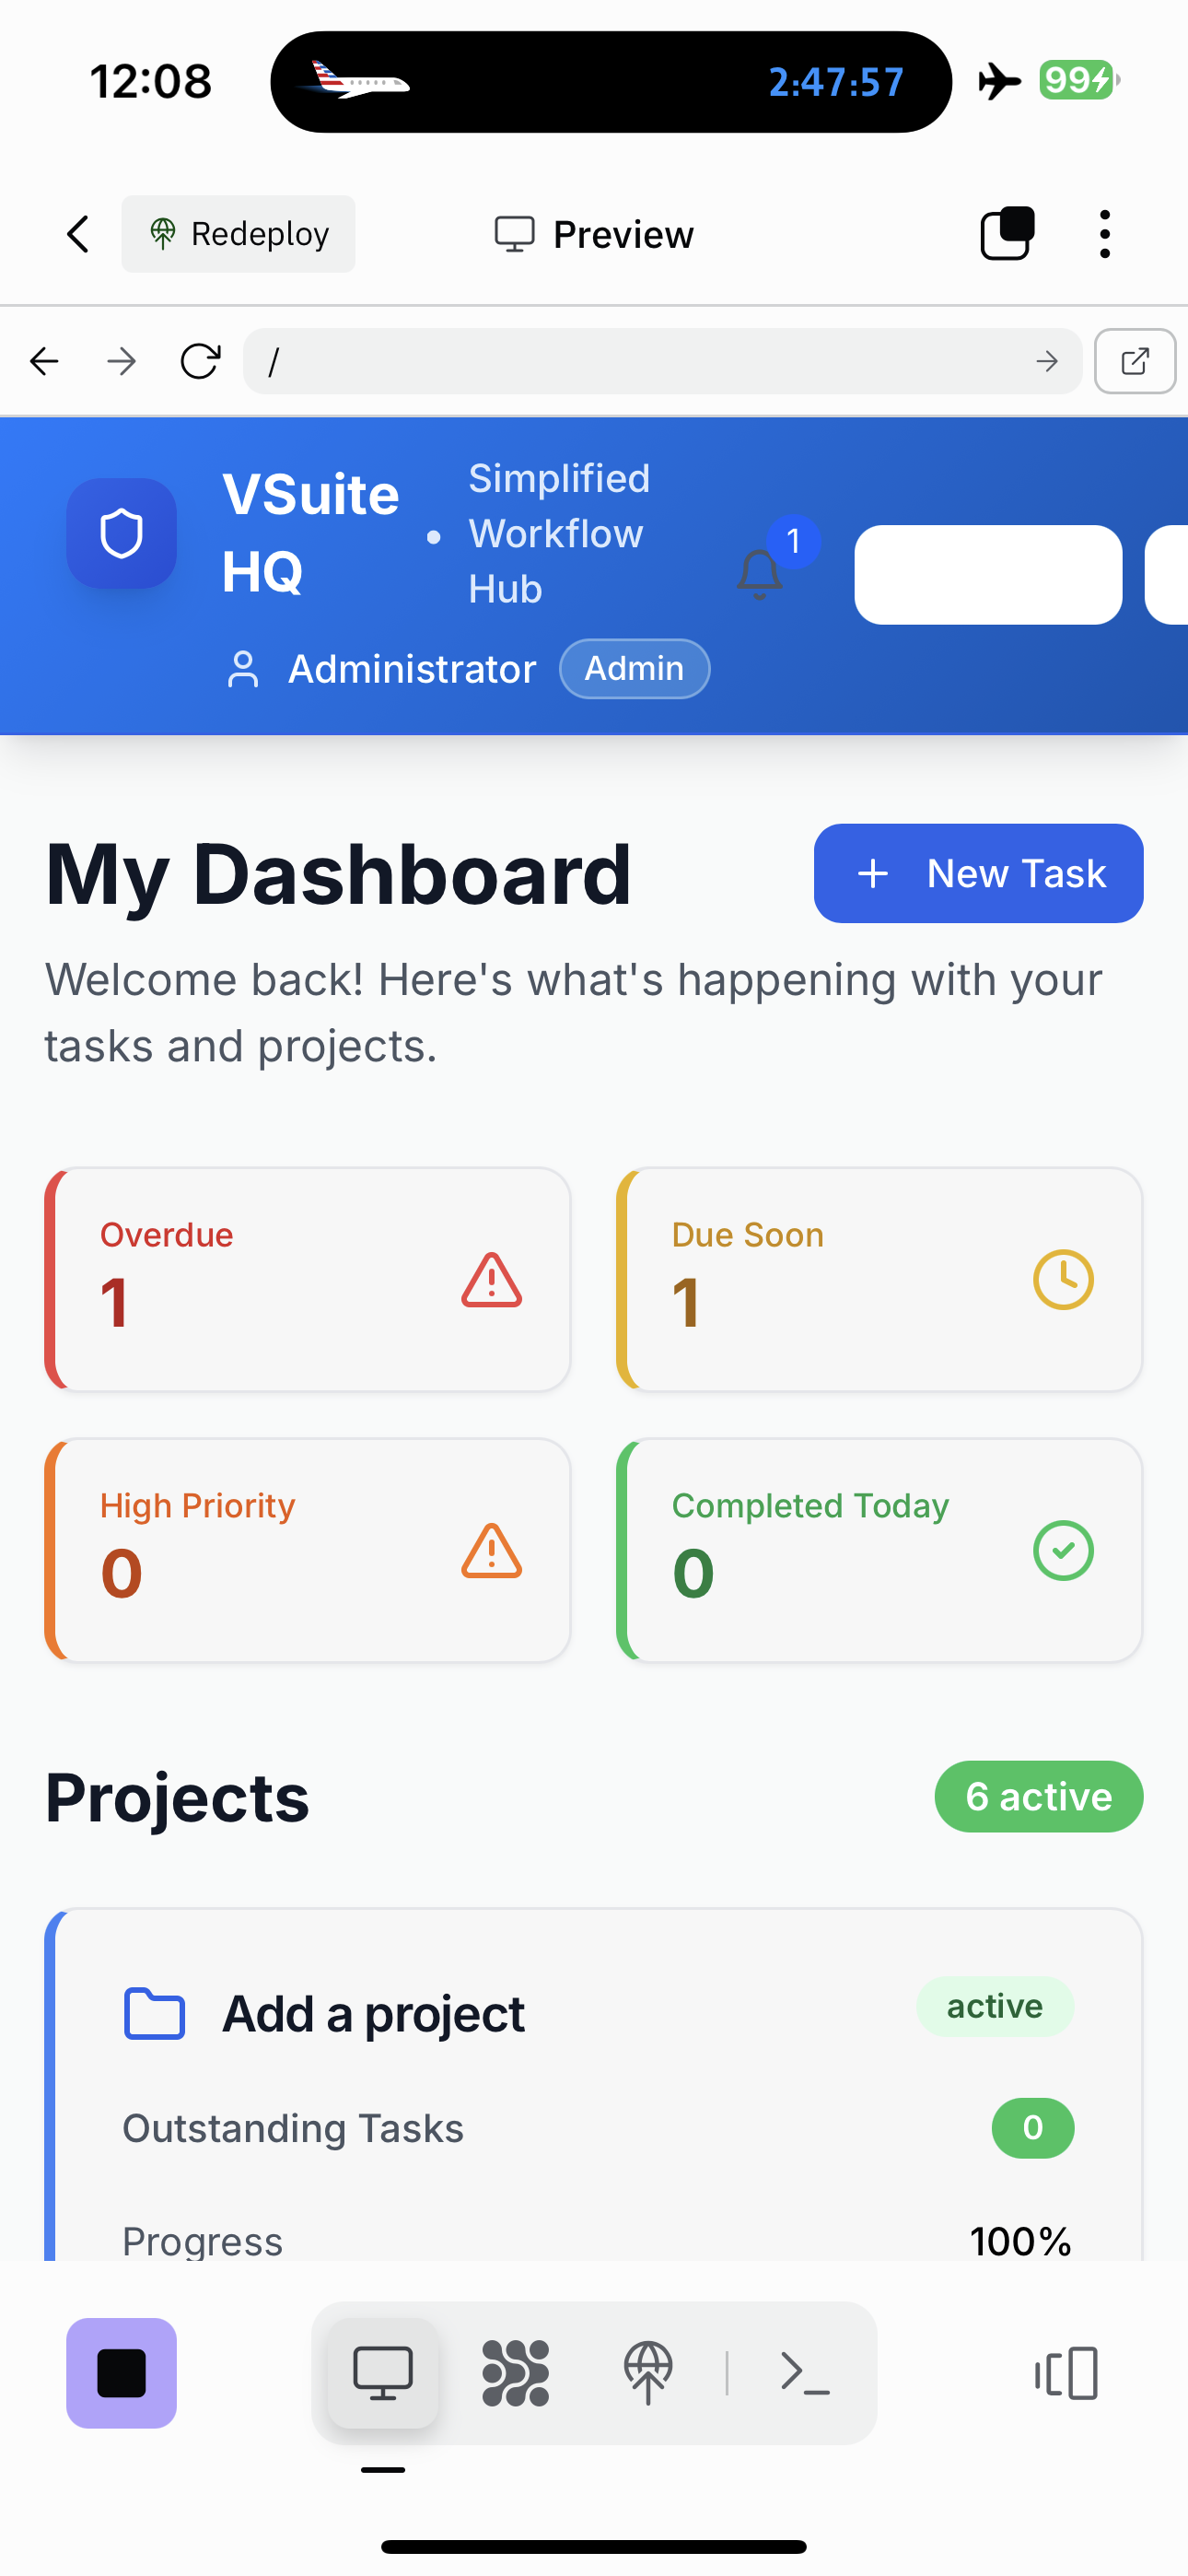 12:08
2:47:57
99
Redeploy
Preview
/
VSuite
HQ
•
Simplified
Workflow
Hub
1
Administrator
Admin
My Dashboard
+ New Task
Welcome back! Here's what's happening with your
tasks and projects.
Overdue
1
Due Soon
1
High Priority
0
Completed Today
0
Projects
6 active
Add a project
active
Outstanding Tasks
0
Progress
100%